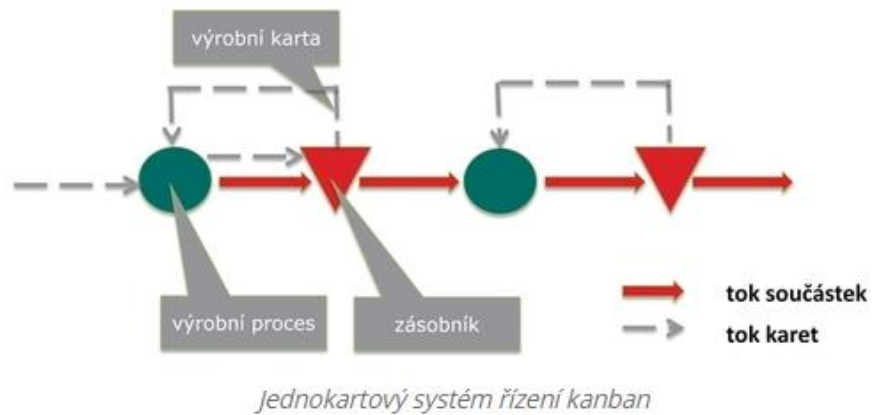 výrobní karta
výrobní proces
zásobník
tok součástek
tok karet
Jednokartový systém řízení kanban